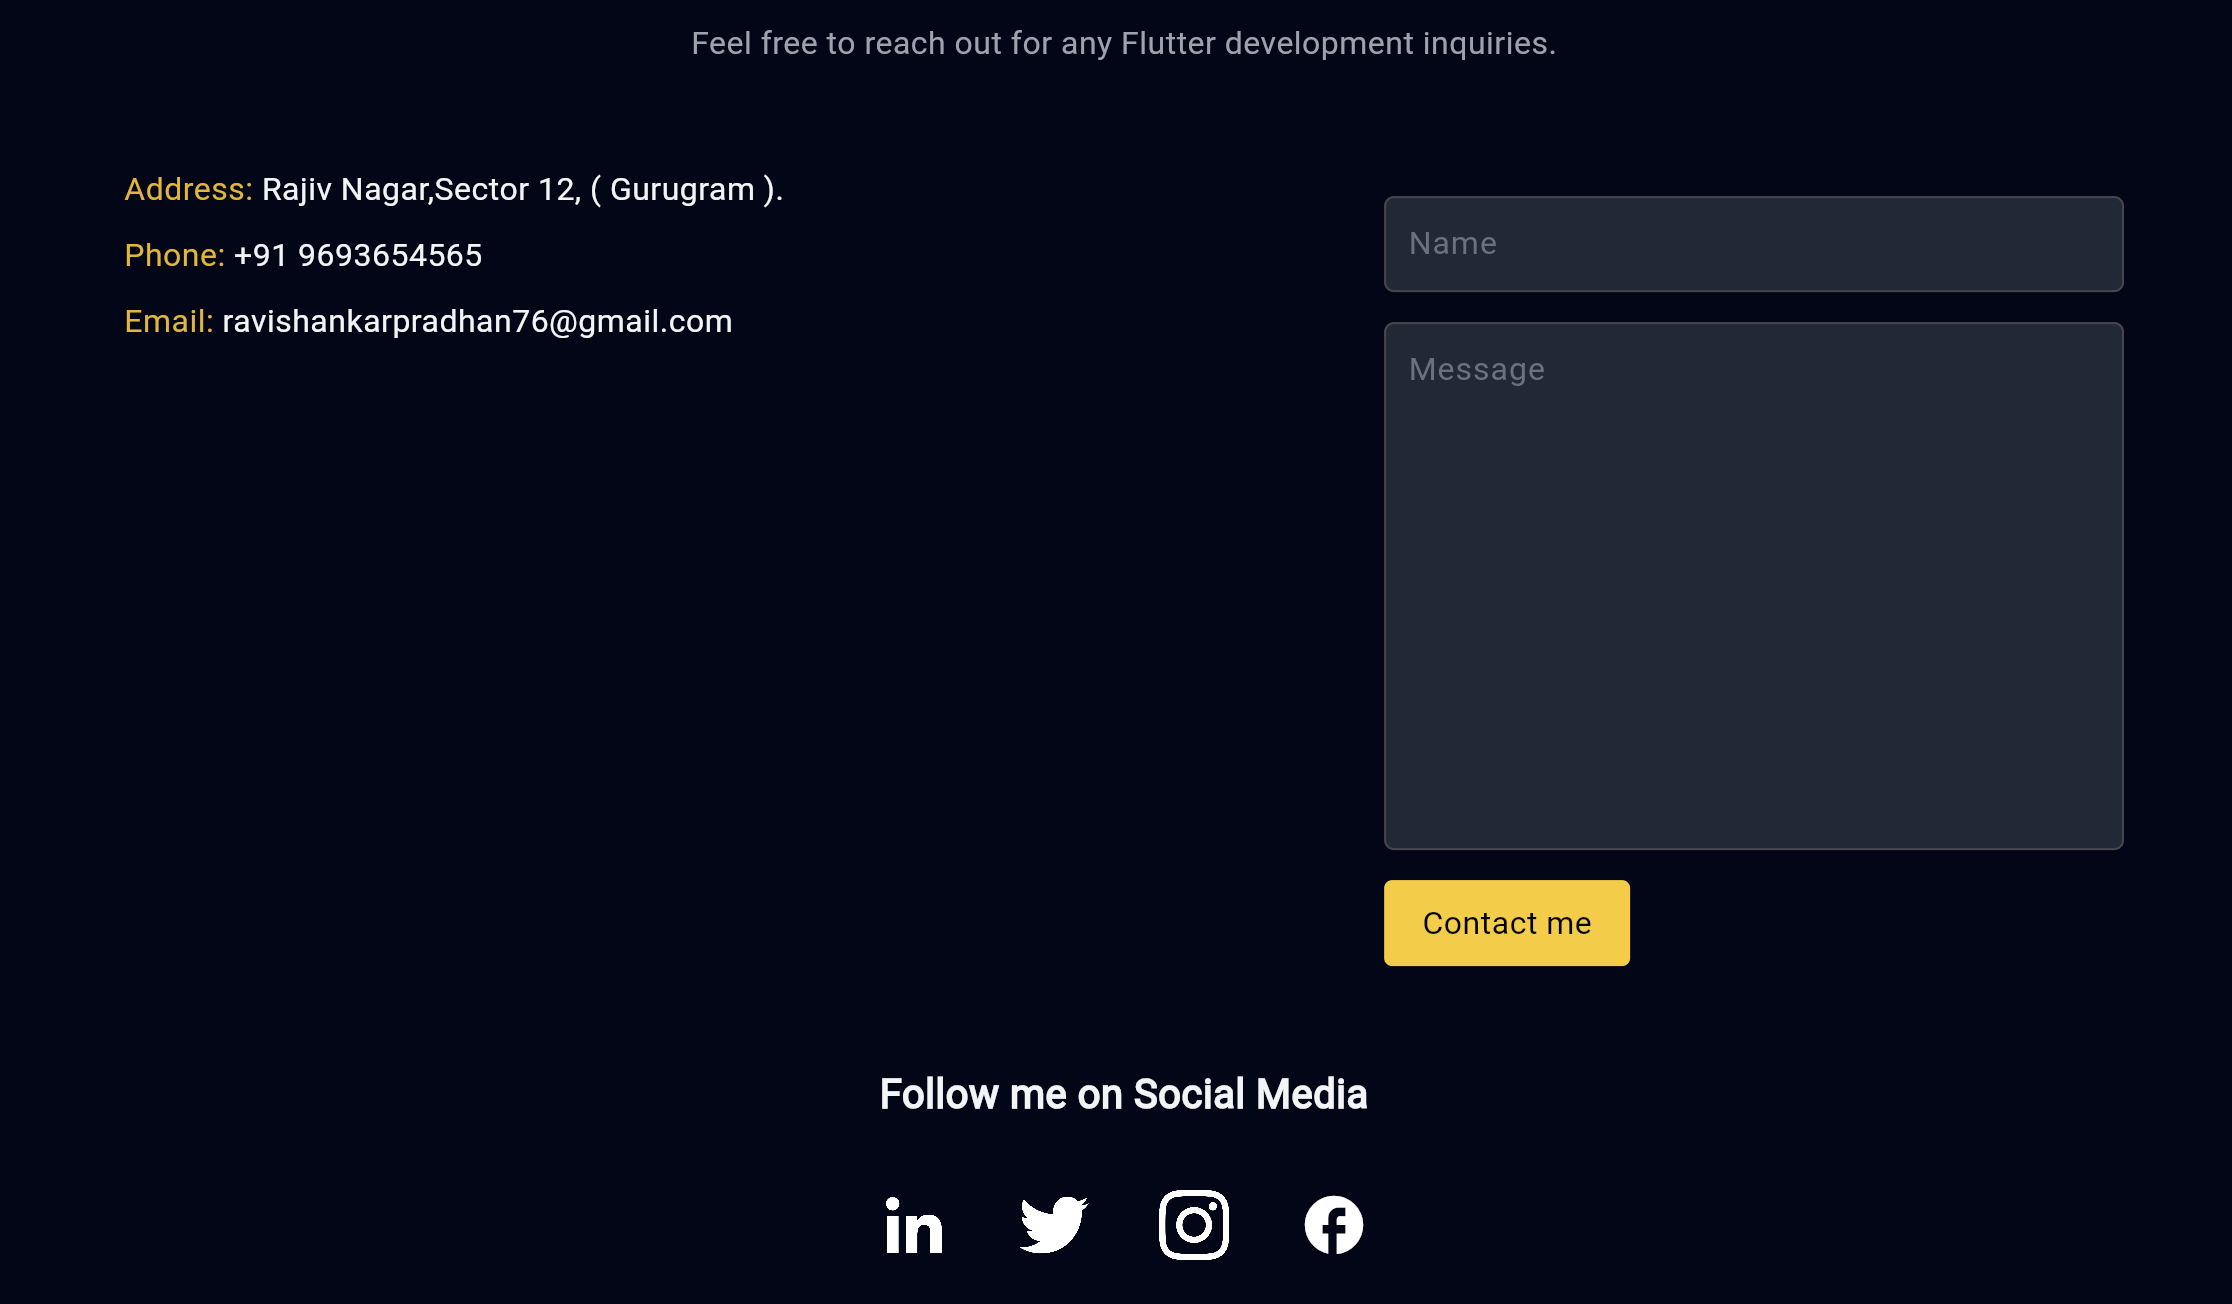 Feel free to reach out for any Flutter development inquiries.
Address: Rajiv Nagar,Sector 12, ( Gurugram ).
Phone: +91 9693654565
Email: ravishankarpradhan76@gmail.com
Name
Message
Contact me
Follow me on Social Media
in